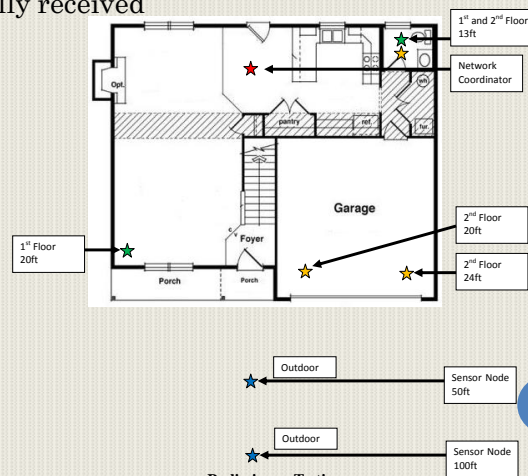 lly received
1st and 2nd Floor
13ft
Network
Coordinator
Opt.
wh
pantry
ref.
fur.
Garage
2nd Floor
20ft
c
v
Foyer
1st Floor
20ft
2nd Floor
24ft
Porch
Porch
Outdoor
Sensor Node
50ft
Outdoor
Sensor Node
100ft